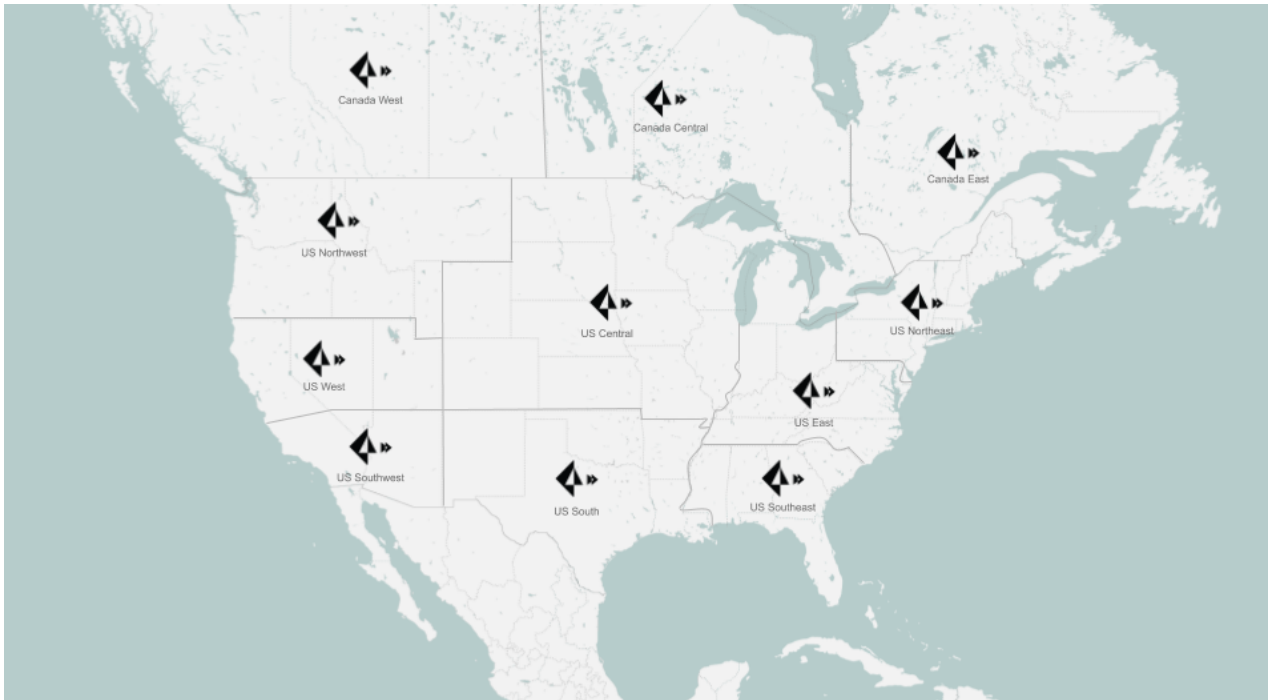 Canada West
Canada Central
Canada East
US Northwest
US Central
US Northeast
US West
US East
US Southwest
US South
US Southeast